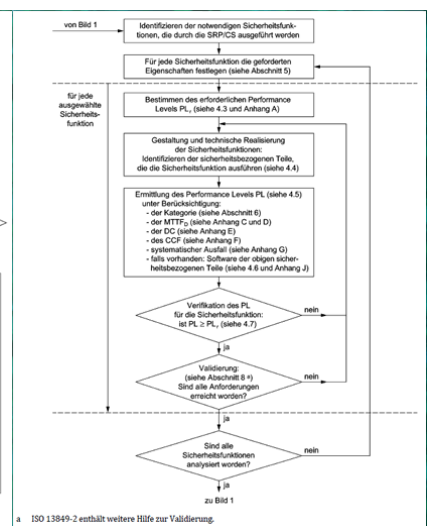 von Bild 1
Identifizieren der notwendigen Sicherheitsfunk-
tionen, die durch die SRP/CS ausgeführt werden
Für jede Sicherheitsfunktion die geforderten
Eigenschaften festlegen (siehe Abschnitt 5)
für jede
ausgewählte
Sicherheits-
funktion
Bestimmen des erforderlichen Performance
Levels PLr (siehe 4.3 und Anhang A)
Gestaltung und technische Realisierung
der Sicherheitsfunktionen:
Identifizieren der sicherheitsbezogenen Teile,
die die Sicherheitsfunktion ausführen (siehe 4.4)
Ermittlung des Performance Levels PL (siehe 4.5)
unter Berücksichtigung:
- der Kategorie (siehe Abschnitt 6)
- der MTTFD (siehe Anhang C und D)
- der DC (siehe Anhang E)
- des CCF (siehe Anhang F)
- systematischer Ausfall (siehe Anhang G)
- falls vorhanden: Software der obigen sicher-
heitsbezogenen Teile (siehe 4.6 und Anhang J)
Verifikation des PL
für die Sicherheitsfunktion:
ist PL ≥ PLr (siehe 4.7)
nein
ja
Validierung:
(siehe Abschnitt 8 a)
Sind alle Anforderungen
erreicht worden?
nein
ja
Sind alle
Sicherheitsfunktionen
analysiert worden?
nein
ja
zu Bild 1
a ISO 13849-2 enthält weitere Hilfe zur Validierung.